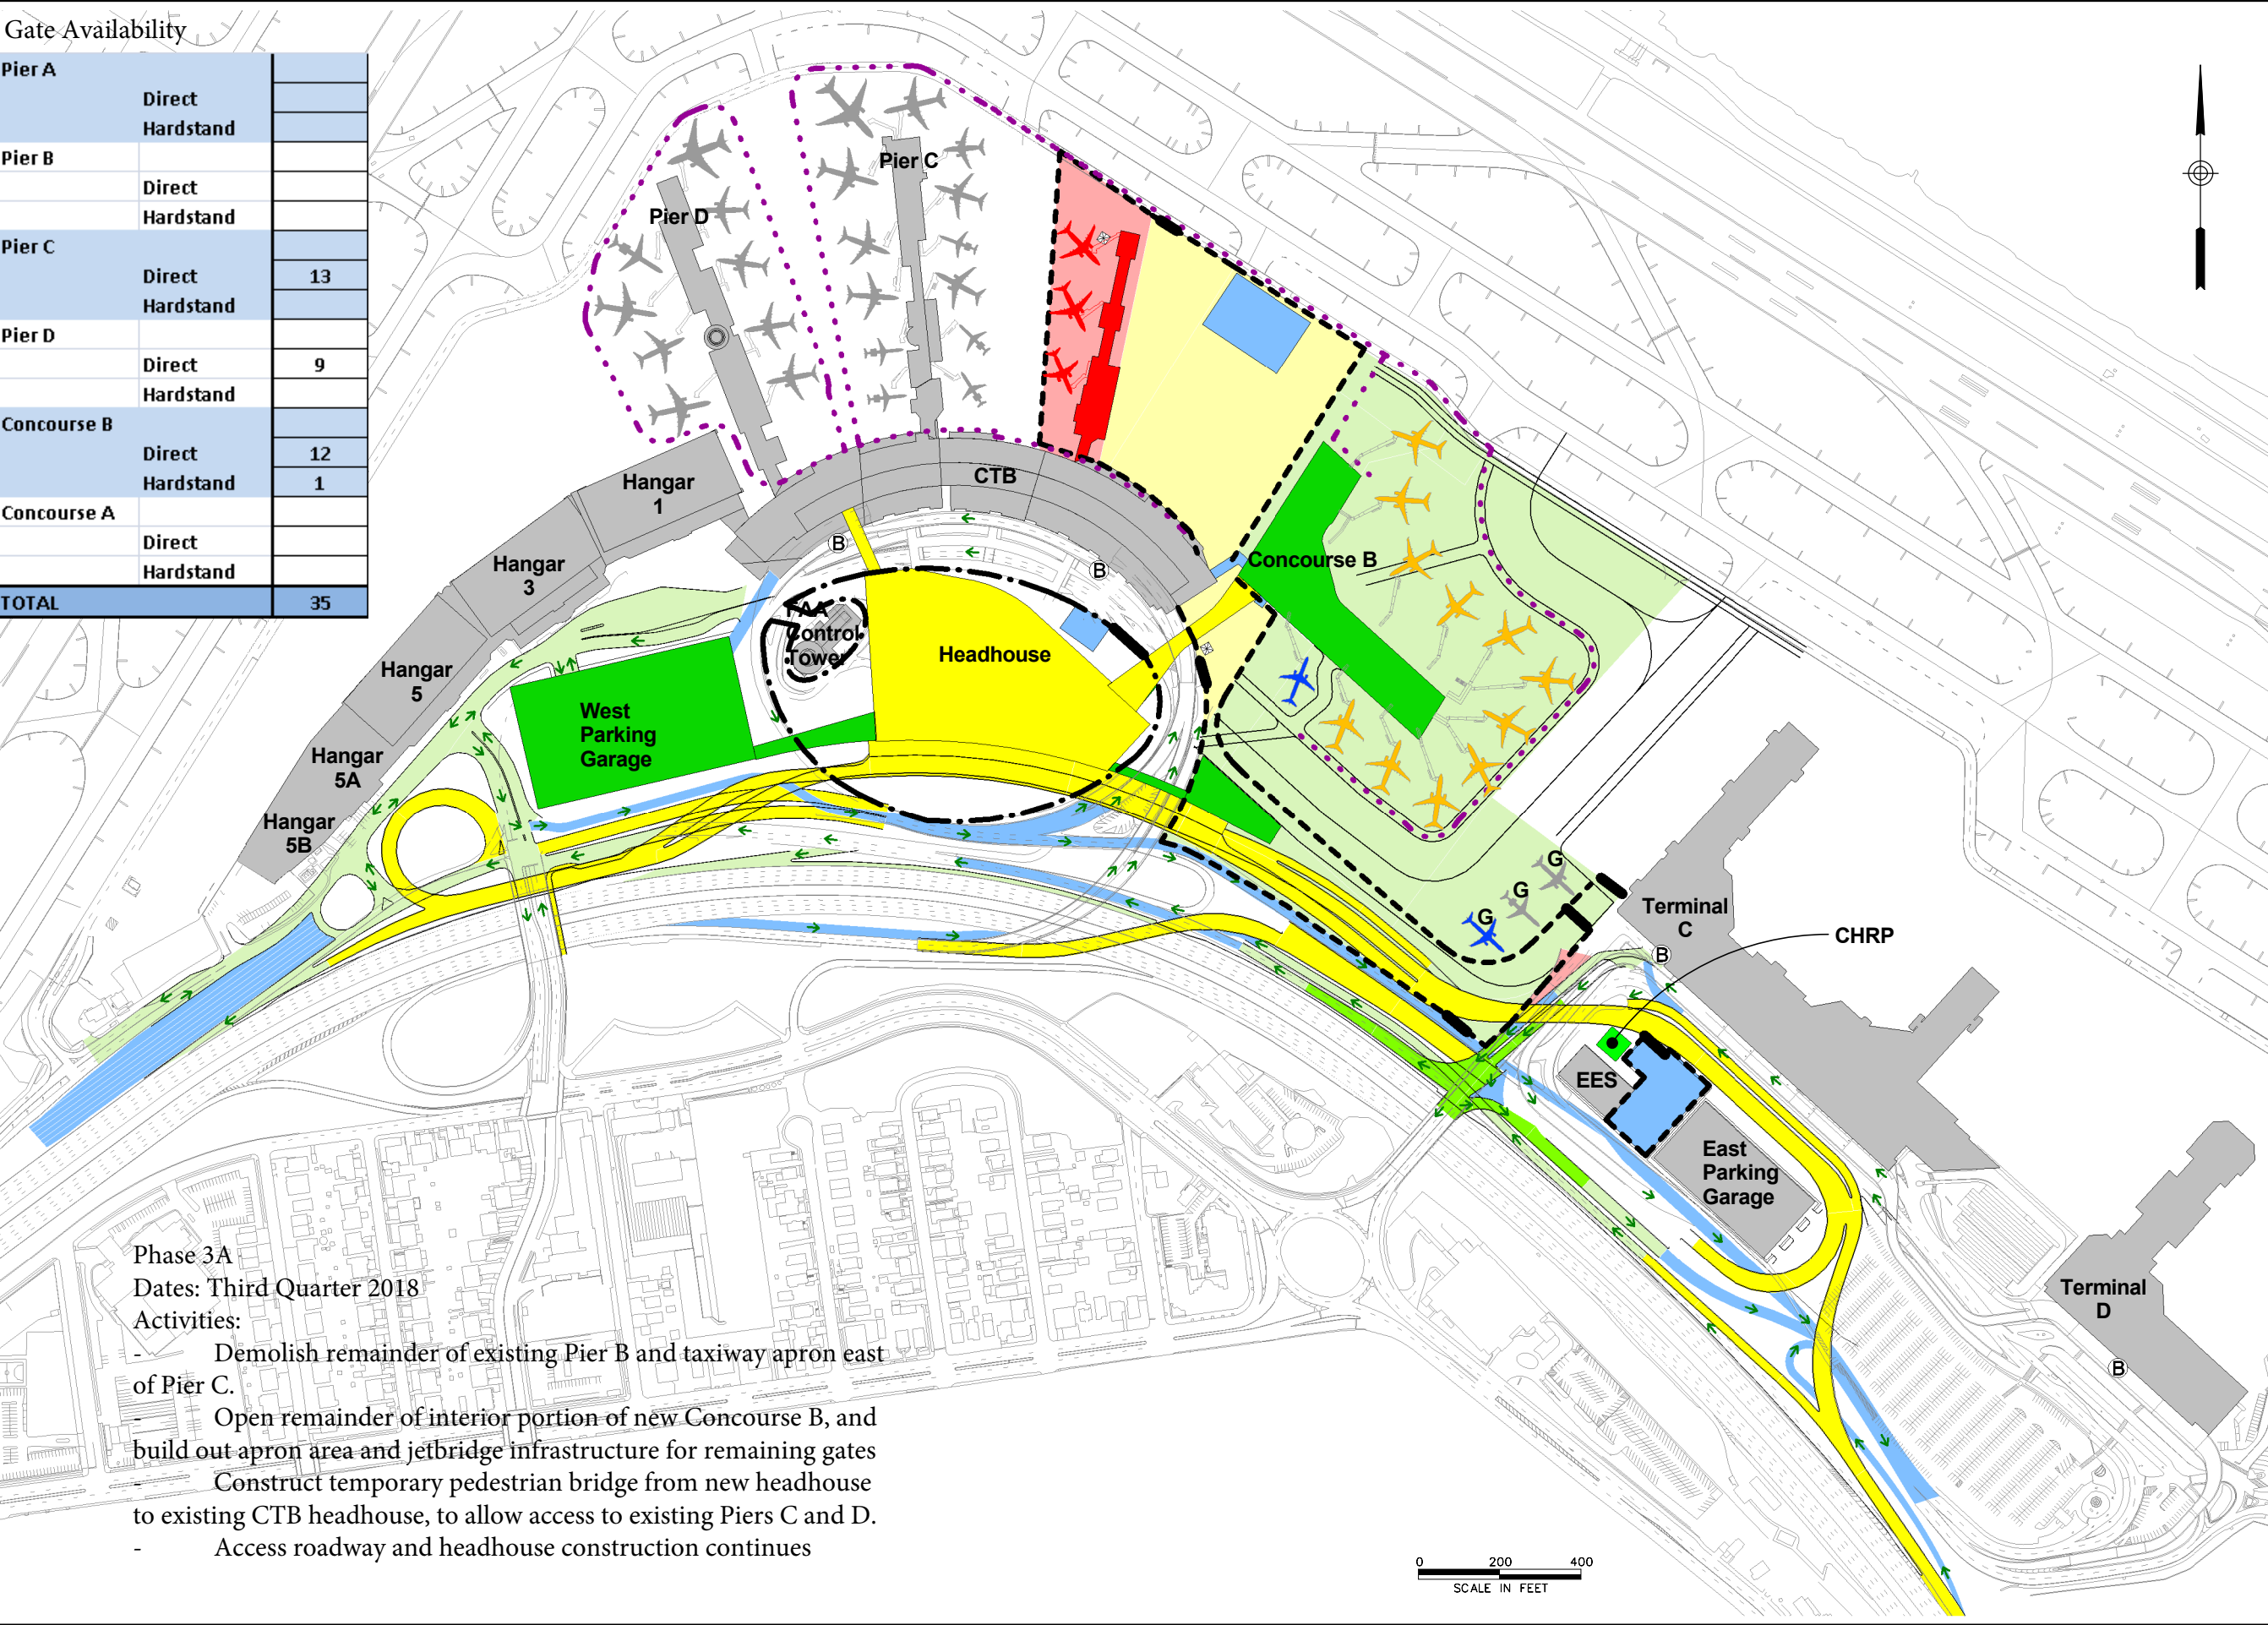 Gate Availability
Pier A
Direct
Hardstand
Pier B
Direct
Hardstand
Pier C
Direct 13
Hardstand
Pier D
Direct 9
Hardstand
Concourse B
Direct 12
Hardstand 1
Concourse A
Direct
Hardstand
TOTAL 35
Pier C
Pier D
CTB
Hangar
1
Hangar
3
Hangar
5
Hangar
5A
Hangar
5B
B
B
FAA
Control
Tower
Headhouse
Concourse B
West
Parking
Garage
G
G
G
Terminal
C
B
CHRP
EES
East
Parking
Garage
Terminal
D
B
Phase 3A
Dates: Third Quarter 2018
Activities:
- Demolish remainder of existing Pier B and taxiway apron east
of Pier C.
- Open remainder of interior portion of new Concourse B, and
build out apron area and jetbridge infrastructure for remaining gates
- Construct temporary pedestrian bridge from new headhouse
to existing CTB headhouse, to allow access to existing Piers C and D.
- Access roadway and headhouse construction continues
0 200 400
SCALE IN FEET